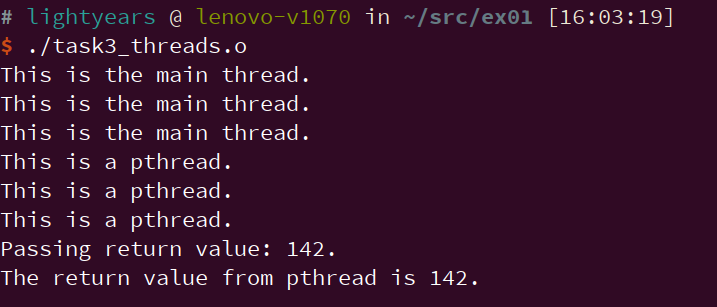 # lightyears @ lenovo-v1070 in ~/src/ex01 [16:03:19]
$ ./task3_threads.o
This is the main thread.
This is the main thread.
This is the main thread.
This is a pthread.
This is a pthread.
This is a pthread.
Passing return value: 142.
The return value from pthread is 142.